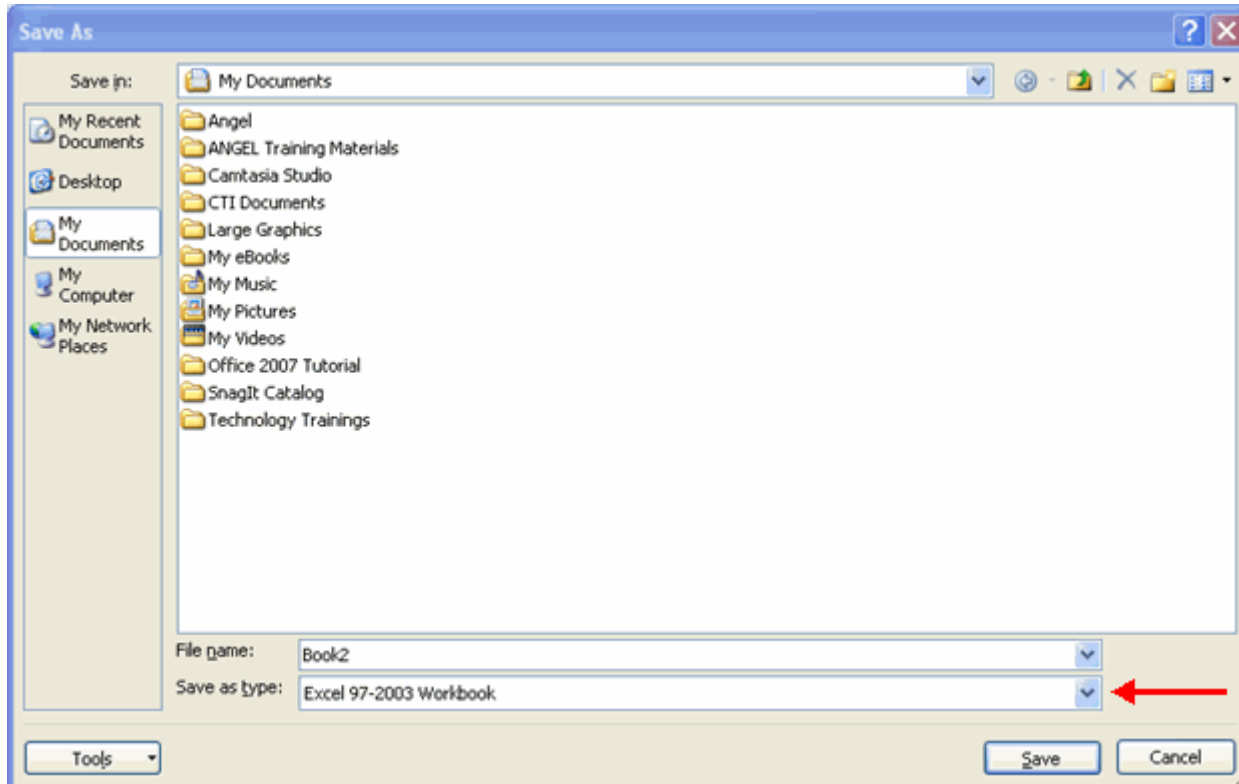 Save As
Save in:
My Documents
My Recent
Documents
Desktop
My
Documents
My
Computer
My Network
Places
Angel
ANGEL Training Materials
Camtasia Studio
CTI Documents
Large Graphics
My eBooks
My Music
My Pictures
My Videos
Office 2007 Tutorial
SnagIt Catalog
Technology Trainings
File name:
Book2
Save as type:
Excel 97-2003 Workbook
Tools
Save
Cancel